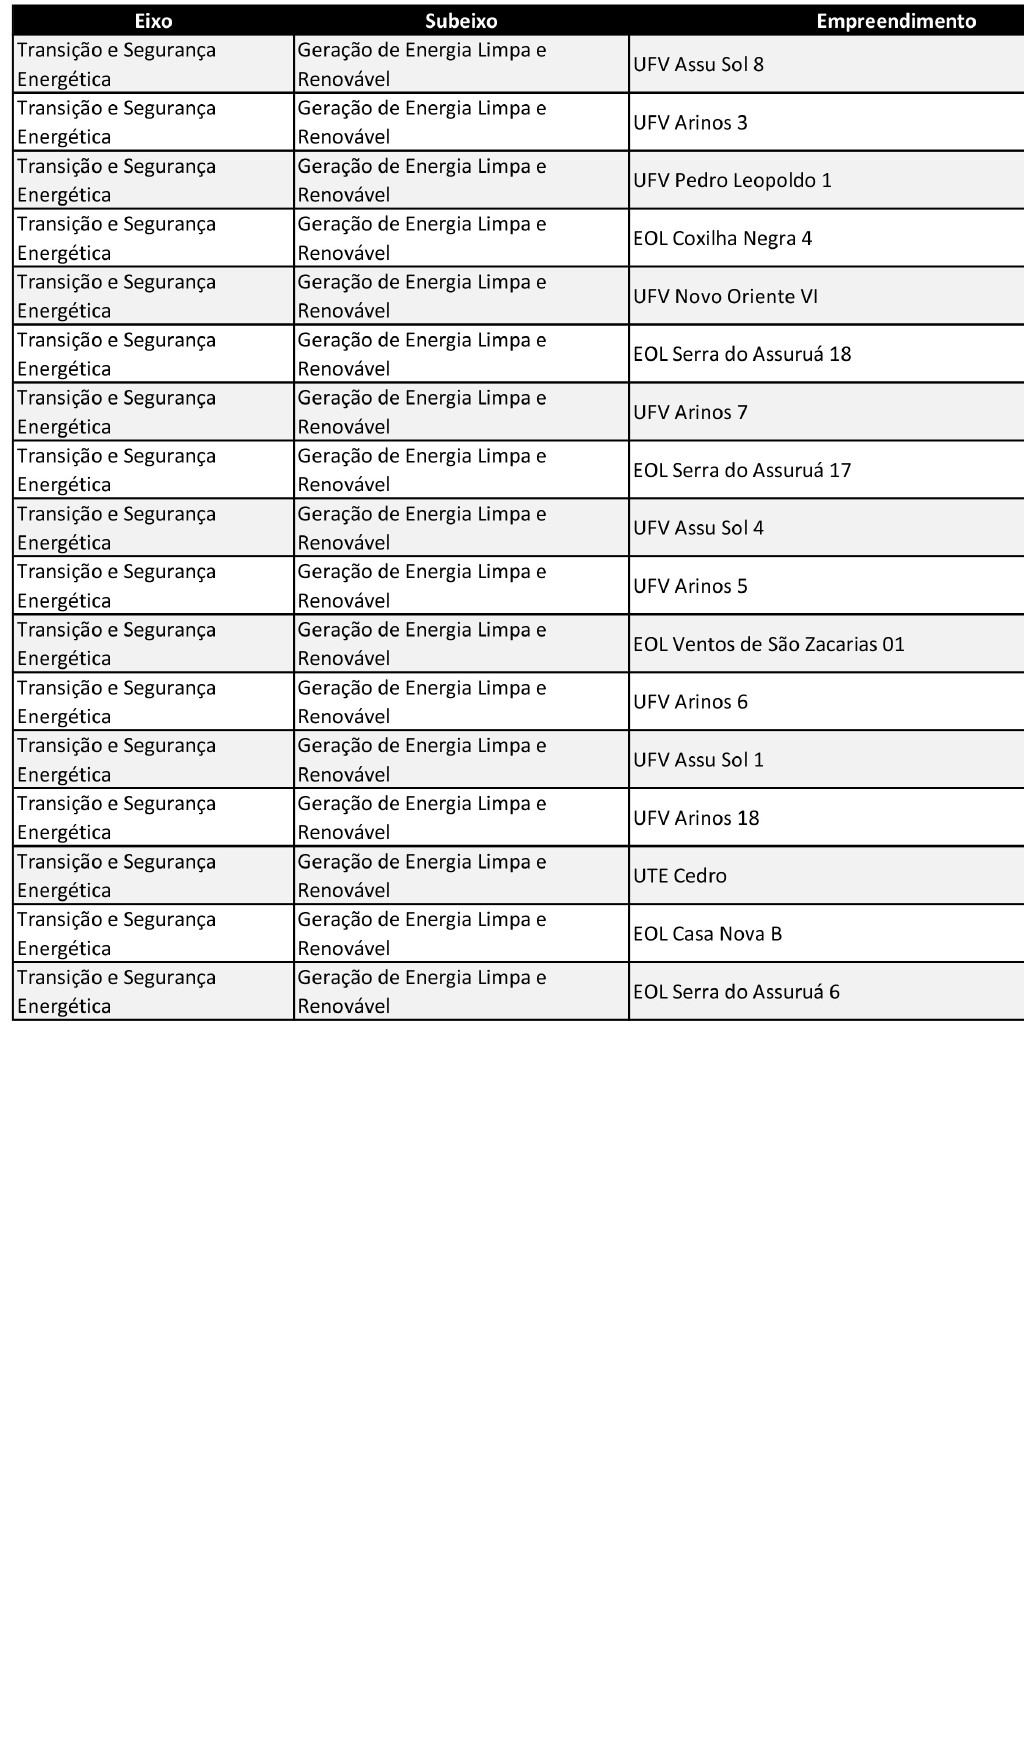 Eixo Subeixo Empreendimento
Transição e Segurança Energética Geração de Energia Limpa e Renovável UFV Assu Sol 8
Transição e Segurança Energética Geração de Energia Limpa e Renovável UFV Arinos 3
Transição e Segurança Energética Geração de Energia Limpa e Renovável UFV Pedro Leopoldo 1
Transição e Segurança Energética Geração de Energia Limpa e Renovável EOL Coxilha Negra 4
Transição e Segurança Energética Geração de Energia Limpa e Renovável UFV Novo Oriente VI
Transição e Segurança Energética Geração de Energia Limpa e Renovável EOL Serra do Assuruá 18
Transição e Segurança Energética Geração de Energia Limpa e Renovável UFV Arinos 7
Transição e Segurança Energética Geração de Energia Limpa e Renovável EOL Serra do Assuruá 17
Transição e Segurança Energética Geração de Energia Limpa e Renovável UFV Assu Sol 4
Transição e Segurança Energética Geração de Energia Limpa e Renovável UFV Arinos 5
Transição e Segurança Energética Geração de Energia Limpa e Renovável EOL Ventos de São Zacarias 01
Transição e Segurança Energética Geração de Energia Limpa e Renovável UFV Arinos 6
Transição e Segurança Energética Geração de Energia Limpa e Renovável UFV Assu Sol 1
Transição e Segurança Energética Geração de Energia Limpa e Renovável UFV Arinos 18
Transição e Segurança Energética Geração de Energia Limpa e Renovável UTE Cedro
Transição e Segurança Energética Geração de Energia Limpa e Renovável EOL Casa Nova B
Transição e Segurança Energética Geração de Energia Limpa e Renovável EOL Serra do Assuruá 6